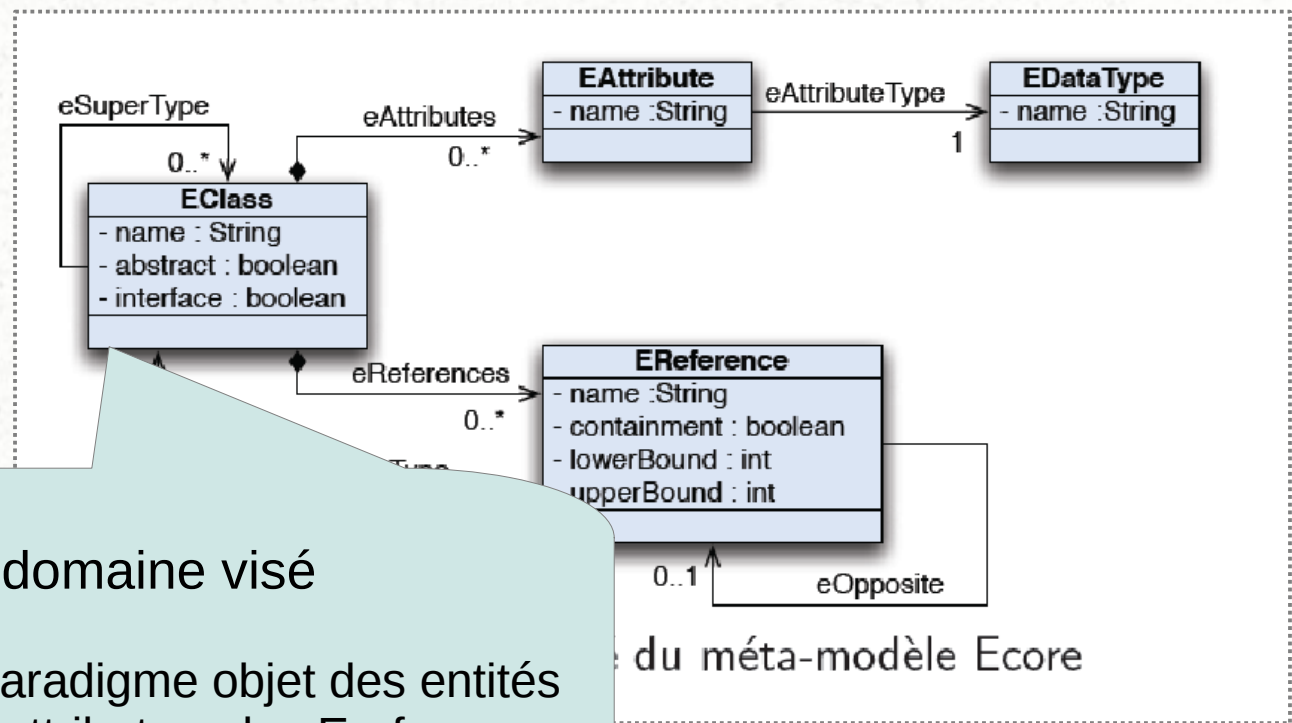 EAttribute
- name :String
eAttributeType
1
EDataType
- name :String
eSuperType
0..*
eAttributes
0..*
EClass
- name : String
- abstract : boolean
- interface : boolean
eReferences
0..*
EReference
- name :String
- containment : boolean
- lowerBound : int
upperBound : int
0..1
eOpposite
domaine visé
du méta-modèle Ecore
aradigme objet des entités